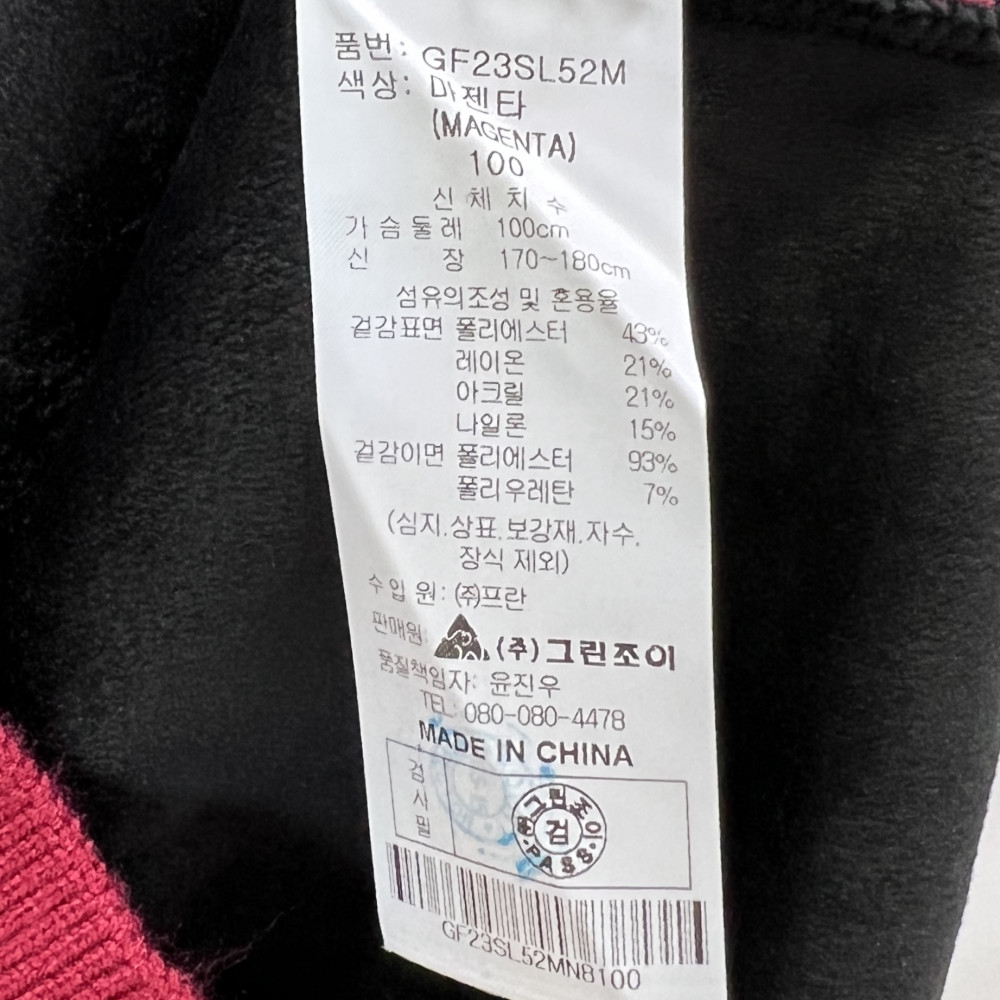 품번: GF23SL52M
색상: 마젠타
(MAGENTA)
100
신 체 치 수
가 슴 둘 레 100cm
신 장 170~180cm
섬유의조성 및 혼용율
겉감표면 폴리에스터 43%
레이온 21%
아크릴 21%
나일론 15%
겉감이면 폴리에스터 93%
폴리우레탄 7%
(심지.상표.보강재.자수.
장식 제외)
수 입 원: (주)프란
판매원: (주)그린조이
품질책임자: 윤진우
TEL: 080-080-4478
MADE IN CHINA
검
사
필
그린조이
검
PASS
GF23SL52MN8100